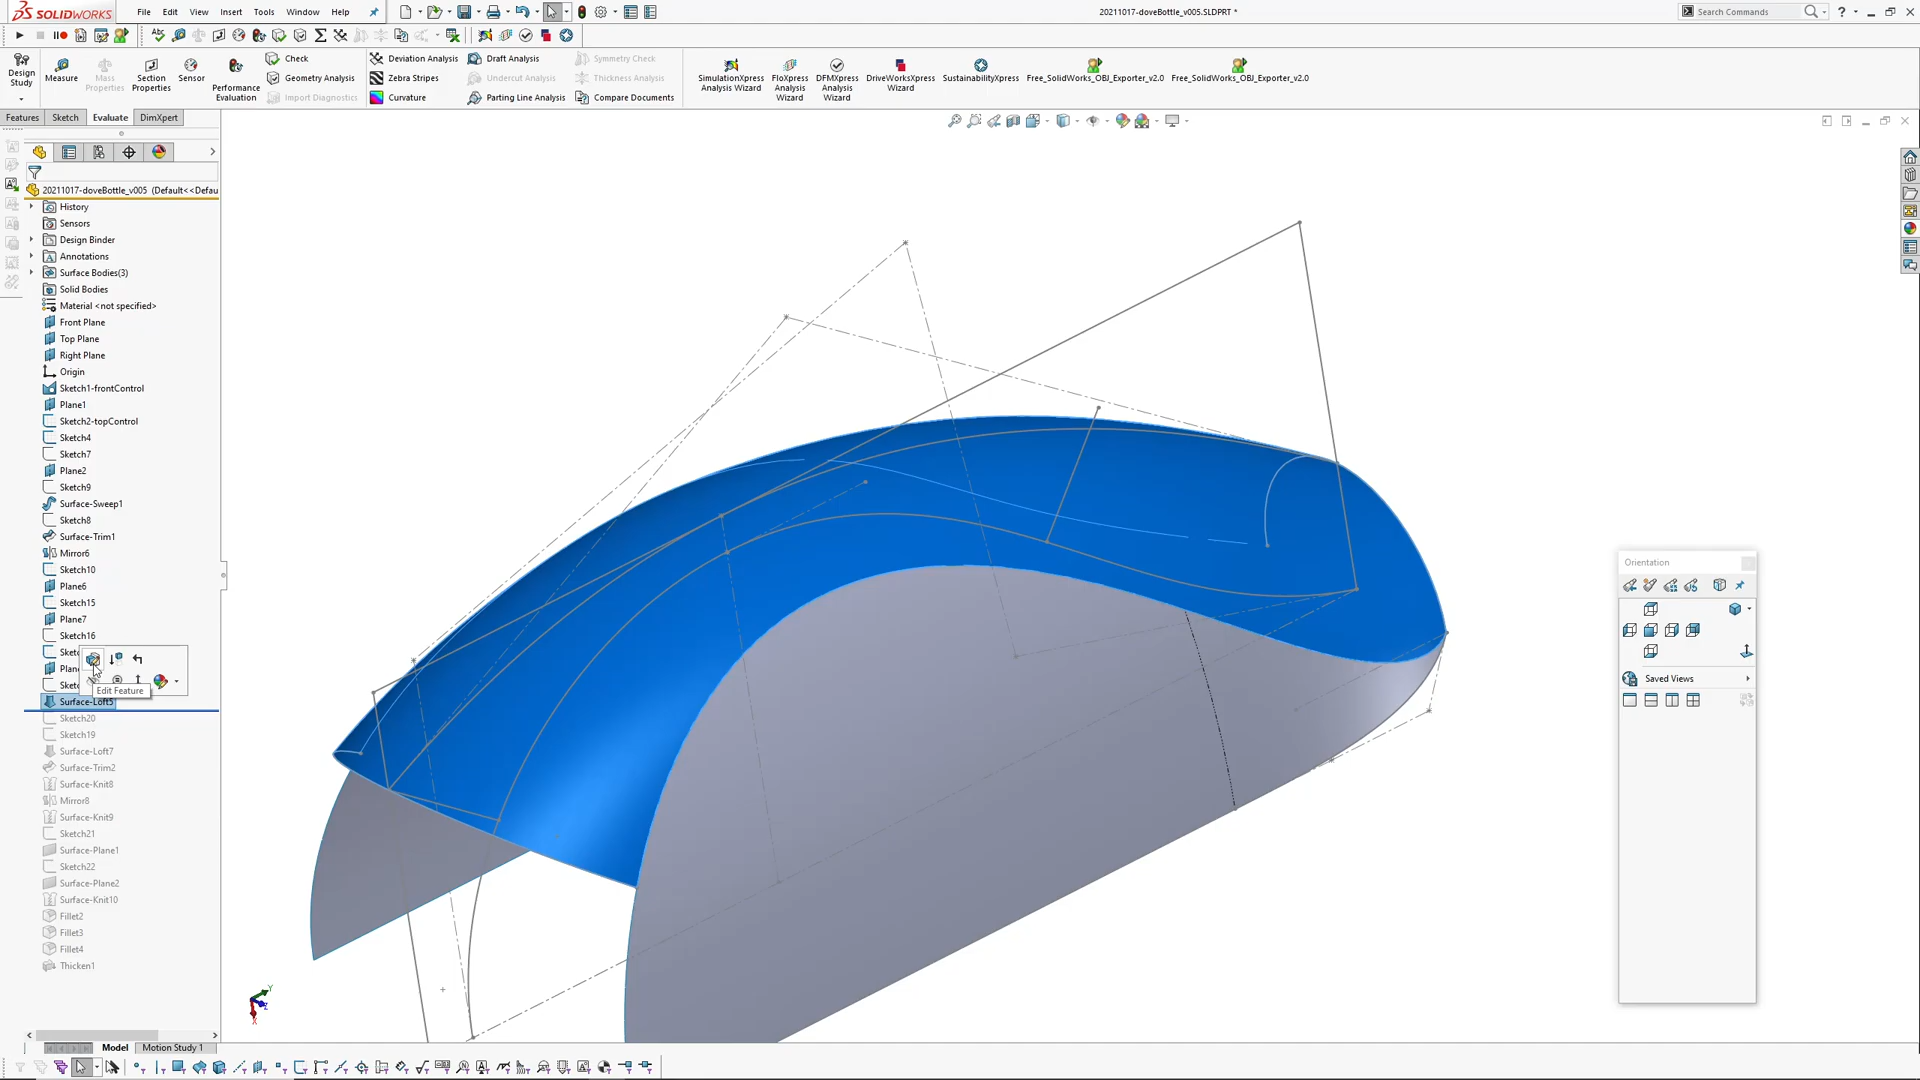 SOLIDWORKS File Edit View Insert Tools Window Help 20211017-doveBottle_v005.SLDPRT * Search Commands
Design Study
Measure
Mass Properties
Section Properties
Sensor
Performance Evaluation
Check
Geometry Analysis
Import Diagnostics
Deviation Analysis
Zebra Stripes
Curvature
Draft Analysis
Undercut Analysis
Parting Line Analysis
Symmetry Check
Thickness Analysis
Compare Documents
SimulationXpress Analysis Wizard
FloXpress Analysis Wizard
DFMXpress Analysis Wizard
DriveWorksXpress Wizard
SustainabilityXpress
Free_SolidWorks_OBJ_Exporter_v2.0
Free_SolidWorks_OBJ_Exporter_v2.0
Features Sketch Evaluate DimXpert
20211017-doveBottle_v005 (Default<<Defau
History
Sensors
Design Binder
Annotations
Surface Bodies(3)
Solid Bodies
Material <not specified>
Front Plane
Top Plane
Right Plane
Origin
Sketch1-frontControl
Plane1
Sketch2-topControl
Sketch4
Sketch7
Plane2
Sketch9
Surface-Sweep1
Sketch8
Surface-Trim1
Mirror6
Sketch10
Plane6
Sketch15
Plane7
Sketch16
Sketc
Plane
Sketc
Edit Feature
Surface-Loft5
Sketch20
Sketch19
Surface-Loft7
Surface-Trim2
Surface-Knit8
Mirror8
Surface-Knit9
Sketch21
Surface-Plane1
Sketch22
Surface-Plane2
Surface-Knit10
Fillet2
Fillet3
Fillet4
Thicken1
Orientation
Saved Views
Model Motion Study 1